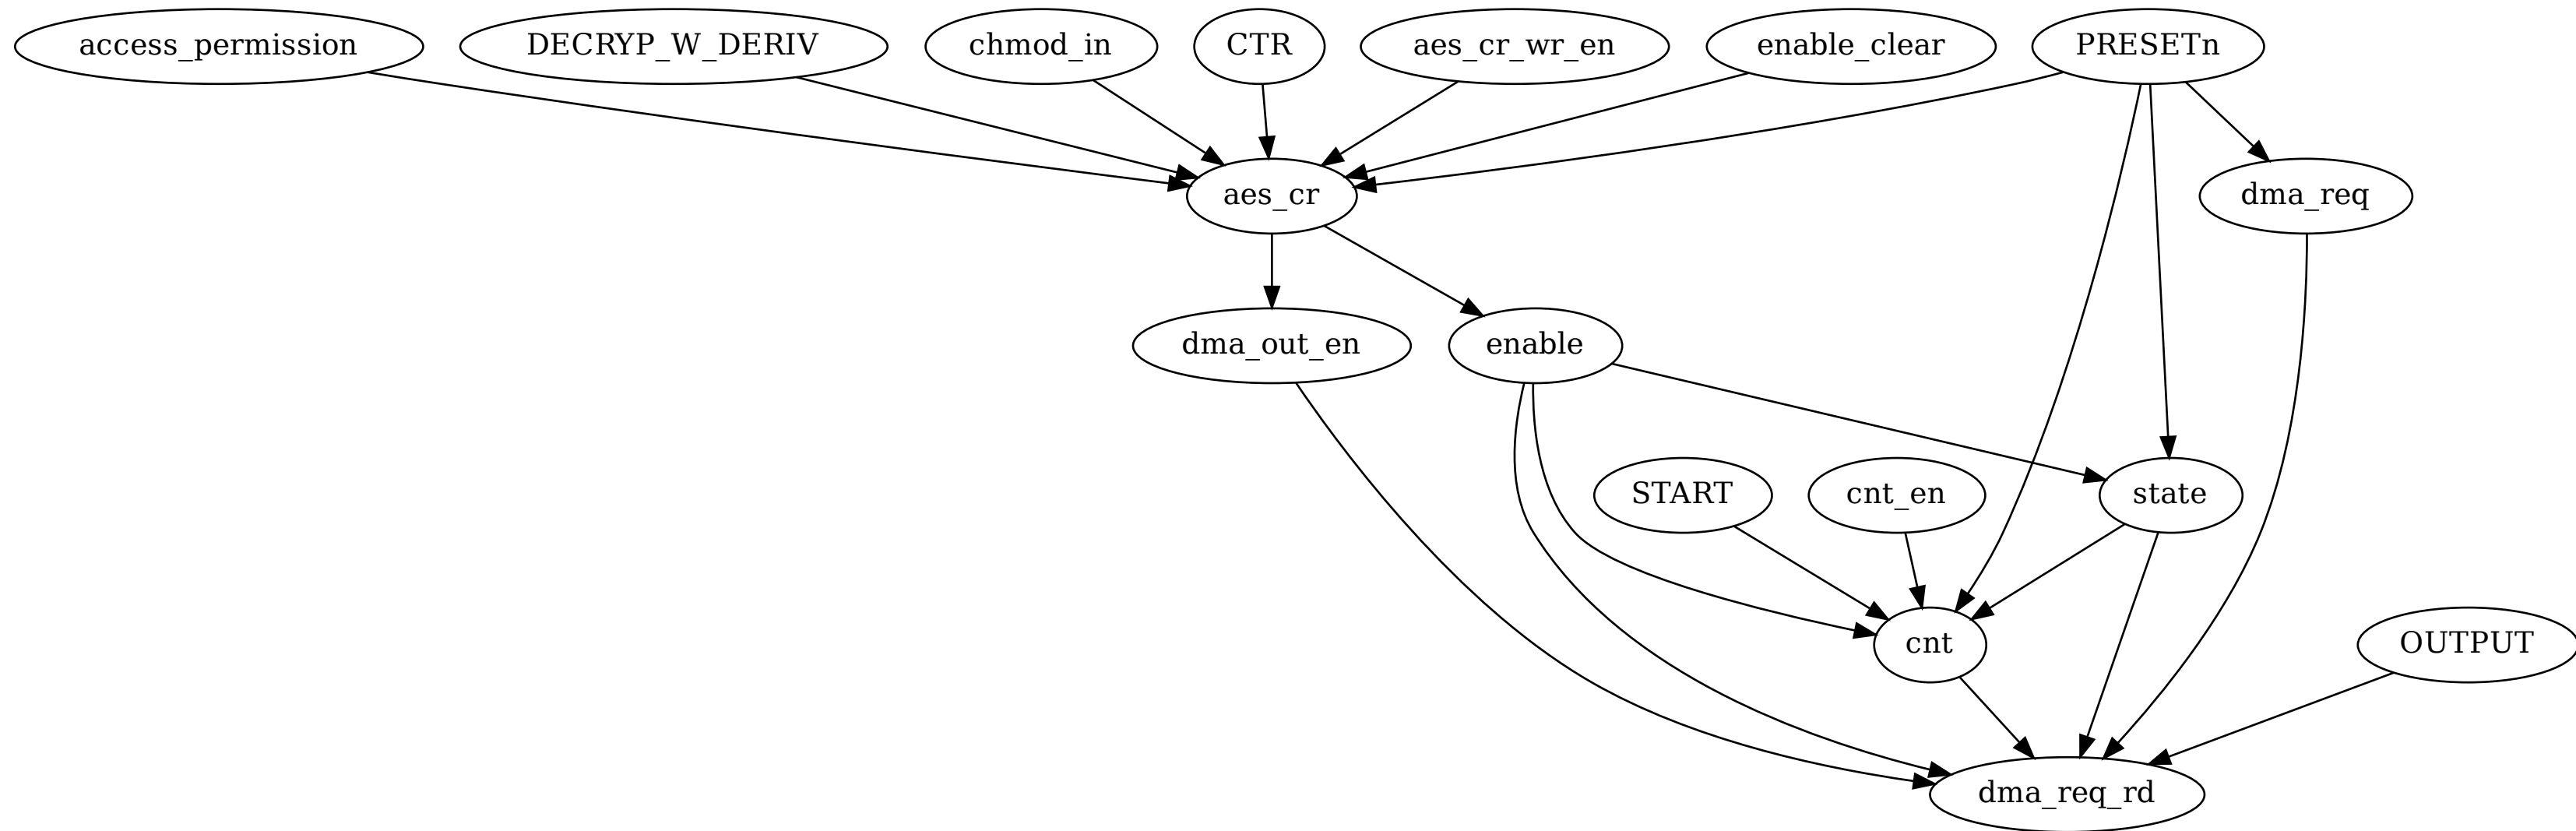 access_permission
DECRYP_W_DERIV
chmod_in
CTR
aes_cr_wr_en
enable_clear
PRESETn
aes_cr
dma_req
dma_out_en
enable
START
cnt_en
state
cnt
OUTPUT
dma_req_rd